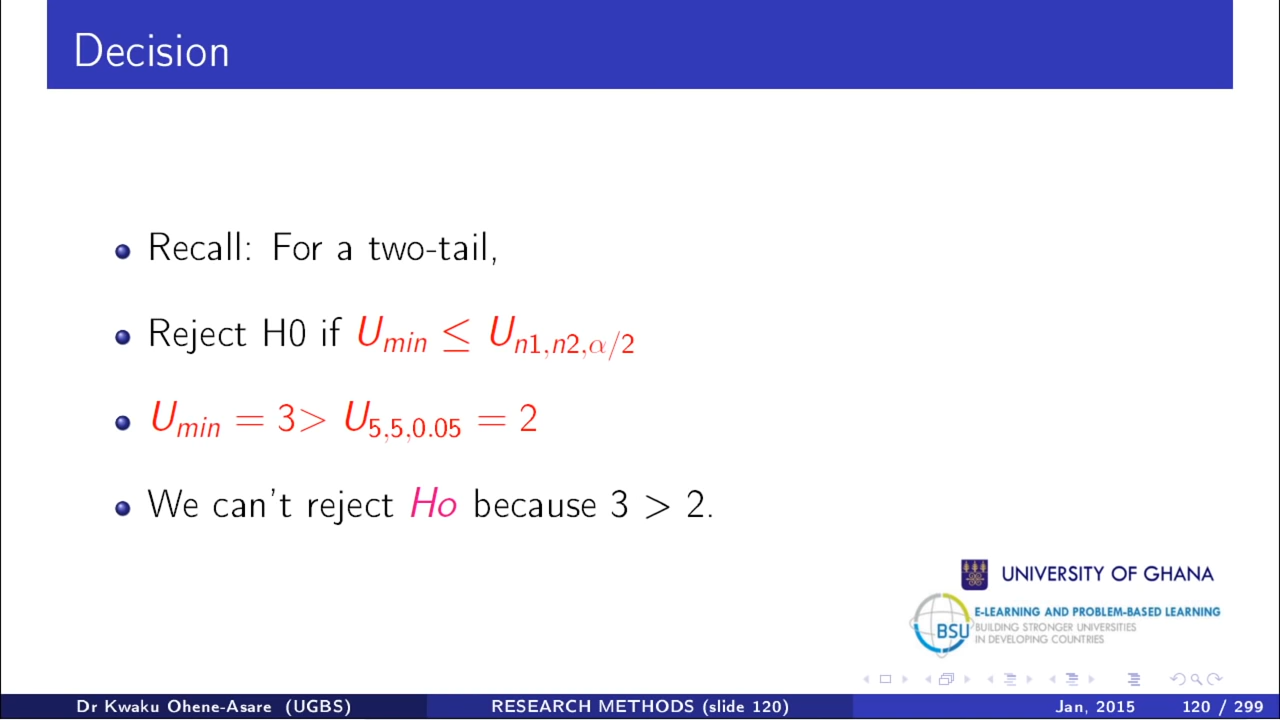 Decision
Recall: For a two-tail,
Reject H0 if U_min ≤ U_n1,n2,α/2
U_min = 3> U_5,5,0.05 = 2
We can't reject Ho because 3 > 2.
UNIVERSITY OF GHANA
BSU
E-LEARNING AND PROBLEM-BASED LEARNING
BUILDING STRONGER UNIVERSITIES
IN DEVELOPING COUNTRIES
Dr Kwaku Ohene-Asare (UGBS) RESEARCH METHODS (slide 120) Jan, 2015 120 / 299